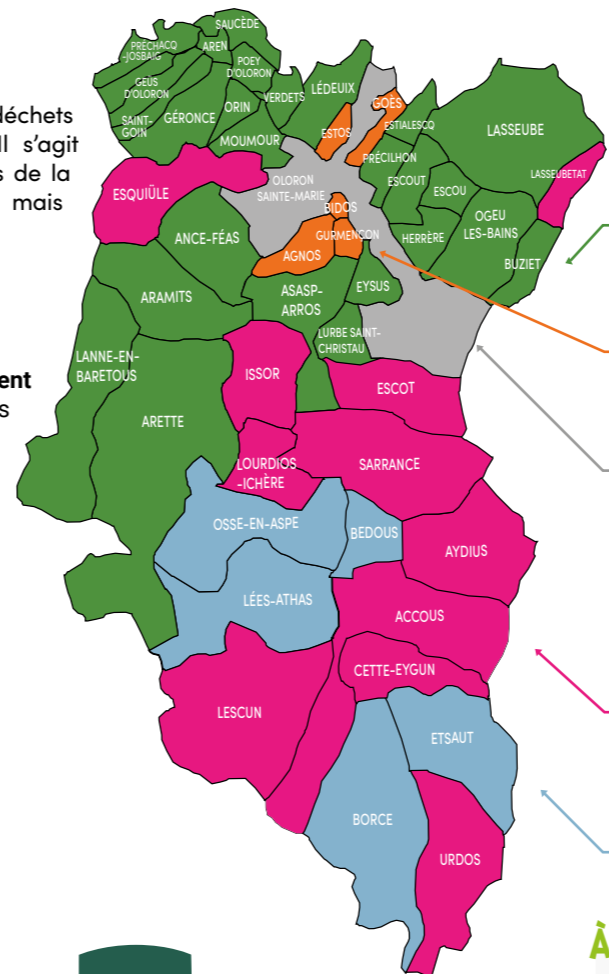 déchets
Il s'agit
s de la
mais
ent
s
SAUCÈDE
PRÉCHACQ
-JOSBAIG
AREN
POEY
D'OLORON
GEÜS
D'OLORON
VERDETS
LÉDEUIX
SAINT-
GOIN
GÉRONCE
ORIN
MOUMOUR
GOÈS
ESTOS
ESTIALESCQ
LASSEUBE
PRÉCILHON
LASSEUBETAT
ESQUIÜLE
OLORON
SAINTE-MARIE
ESCOUT
ESCOU
BIDOS
OGEU
LES-BAINS
ANCE-FÉAS
GURMENÇON
HERRÈRE
AGNOS
BUZIET
ARAMITS
ASASP-
ARROS
EYSUS
LURBE SAINT-
CHRISTAU
LANNE-EN-
BARETOUS
ISSOR
ESCOT
ARETTE
LOURDIOS
-ICHÈRE
SARRANCE
OSSE-EN-ASPE
BEDOUS
AYDIUS
LÉES-ATHAS
ACCOUS
CETTE-EYGUN
LESCUN
ETSAUT
BORCE
URDOS
À